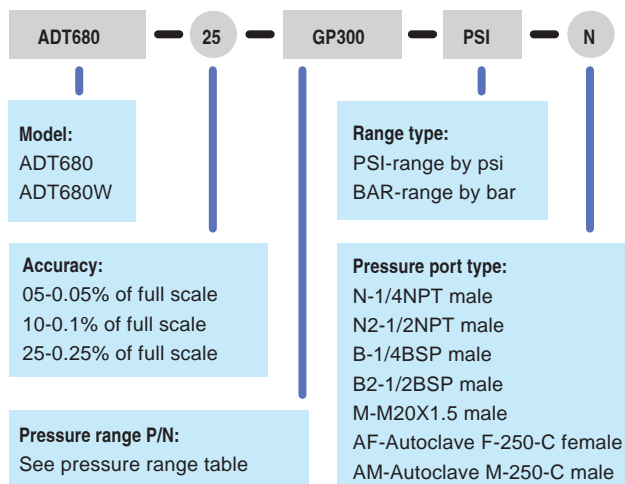 ADT680 25 GP300 PSI N
Model:
ADT680
ADT680W
Range type:
PSI-range by psi
BAR-range by bar
Accuracy:
05-0.05% of full scale
10-0.1% of full scale
25-0.25% of full scale
Pressure port type:
N-1/4NPT male
N2-1/2NPT male
B-1/4BSP male
B2-1/2BSP male
M-M20X1.5 male
AF-Autoclave F-250-C female
AM-Autoclave M-250-C male
Pressure range P/N:
See pressure range table